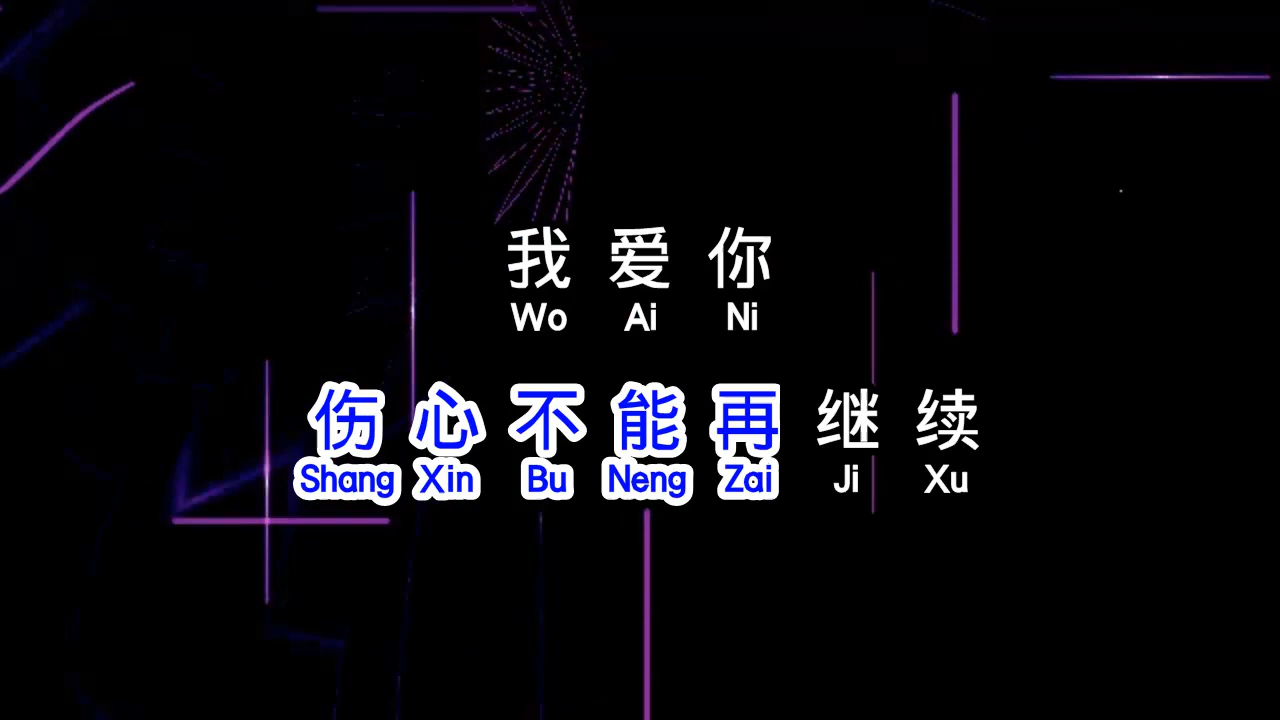 我 爱 你
Wo Ai Ni
伤 心 不 能 再 继 续
Shang Xin Bu Neng Zai Ji Xu